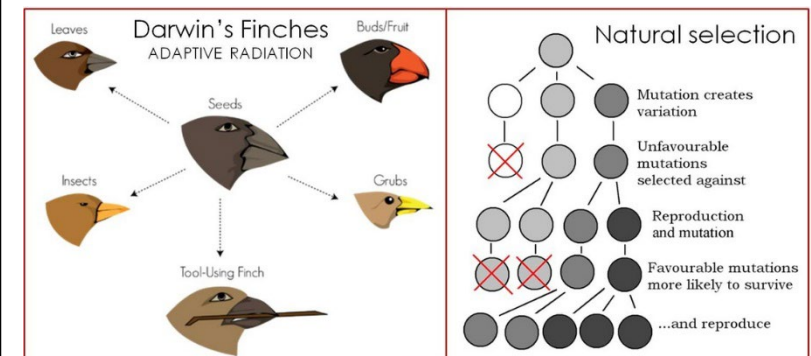 Darwin's Finches
ADAPTIVE RADIATION
Leaves
Buds/Fruit
Seeds
Insects
Grubs
Tool-Using Finch
Natural selection
Mutation creates
variation
Unfavourable
mutations
selected against
Reproduction
and mutation
Favourable mutations
more likely to survive
...and reproduce